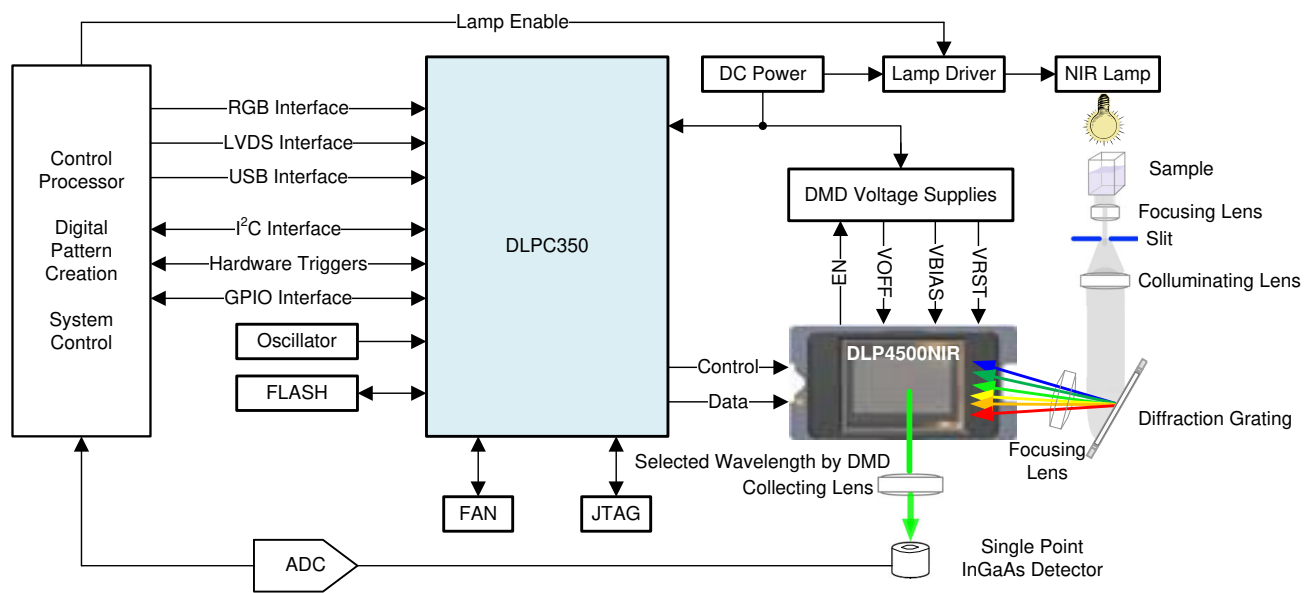 Lamp Enable
DC Power
Lamp Driver
NIR Lamp
RGB Interface
LVDS Interface
USB Interface
I²C Interface
Hardware Triggers
GPIO Interface
Control
Processor
Digital
Pattern
Creation
System
Control
DLPC350
Oscillator
FLASH
FAN
JTAG
DMD Voltage Supplies
EN
VOFF
VBIAS
VRST
Control
Data
DLP4500NIR
Sample
Focusing Lens
Slit
Colluminating Lens
Diffraction Grating
Focusing
Lens
Selected Wavelength by DMD
Collecting Lens
ADC
Single Point
InGaAs Detector